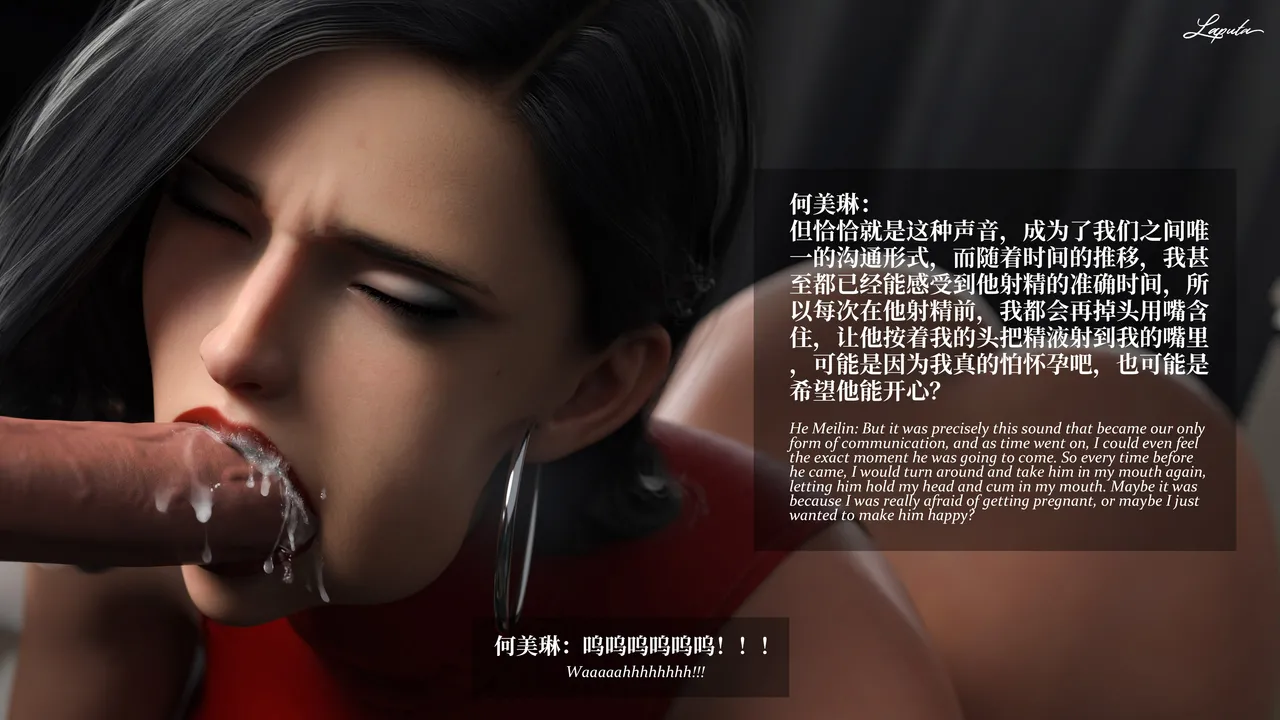 Laputa
何美琳：
但恰恰就是这种声音，成为了我们之间唯
一的沟通形式，而随着时间的推移，我甚
至都已经能感受到他射精的准确时间，所
以每次在他射精前，我都会再掉头用嘴含
住，让他按着我的头把精液射到我的嘴里
，可能是因为我真的怕怀孕吧，也可能是
希望他能开心？
He Meilin: But it was precisely this sound that became our only
form of communication, and as time went on, I could even feel
the exact moment he was going to come. So every time before
he came, I would turn around and take him in my mouth again,
letting him hold my head and cum in my mouth. Maybe it was
because I was really afraid of getting pregnant, or maybe I just
wanted to make him happy?
何美琳：呜呜呜呜呜呜！！！
Waaaaahhhhhhhh!!!